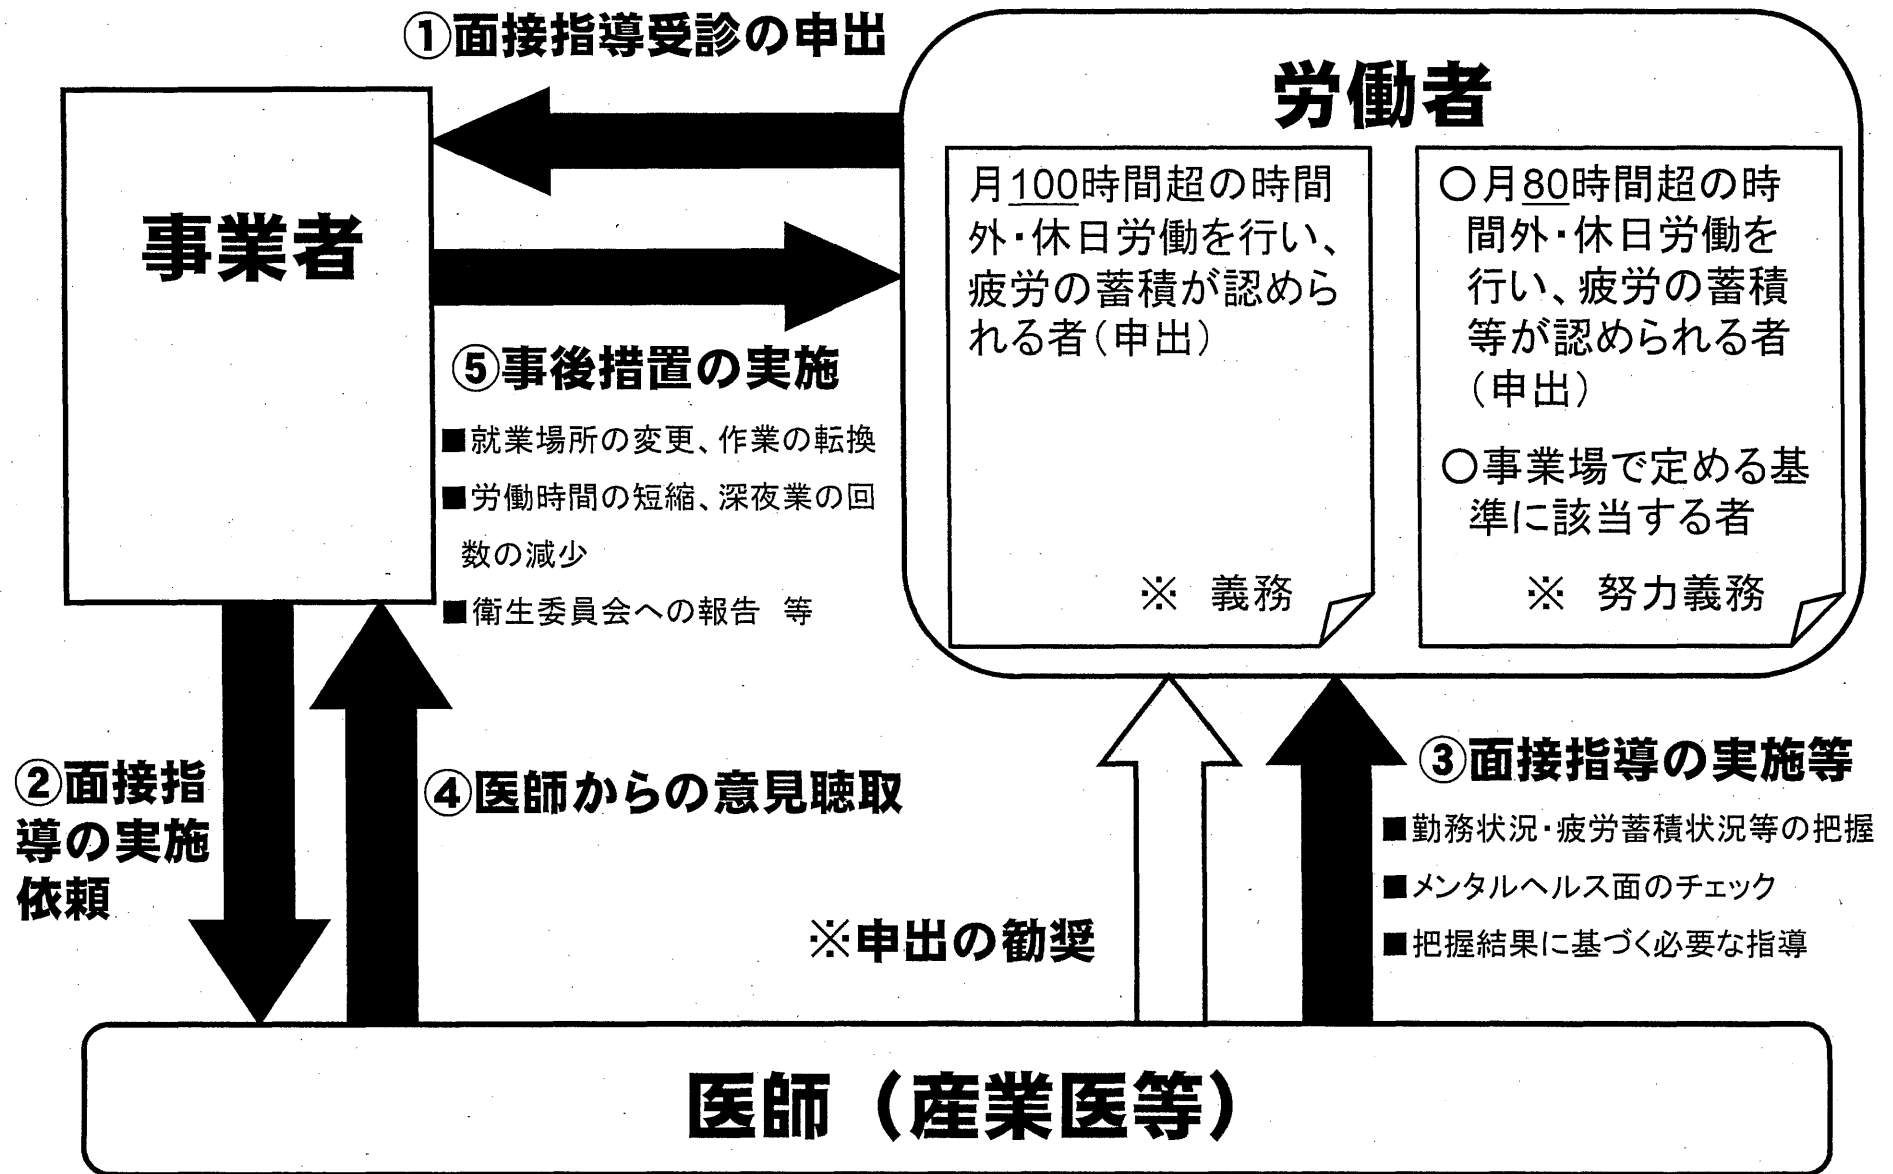 ①面接指導受診の申出
事業者
⑤事後措置の実施
■就業場所の変更、作業の転換
■労働時間の短縮、深夜業の回
数の減少
■衛生委員会への報告 等
労働者
月100時間超の時間
外・休日労働を行い、
疲労の蓄積が認めら
れる者(申出)
※ 義務
○月80時間超の時
間外・休日労働を
行い、疲労の蓄積
等が認められる者
(申出)
○事業場で定める基
準に該当する者
※ 努力義務
②面接指
導の実施
依頼
④医師からの意見聴取
※申出の勧奨
③面接指導の実施等
■勤務状況・疲労蓄積状況等の把握
■メンタルヘルス面のチェック
■把握結果に基づく必要な指導
医師(産業医等)